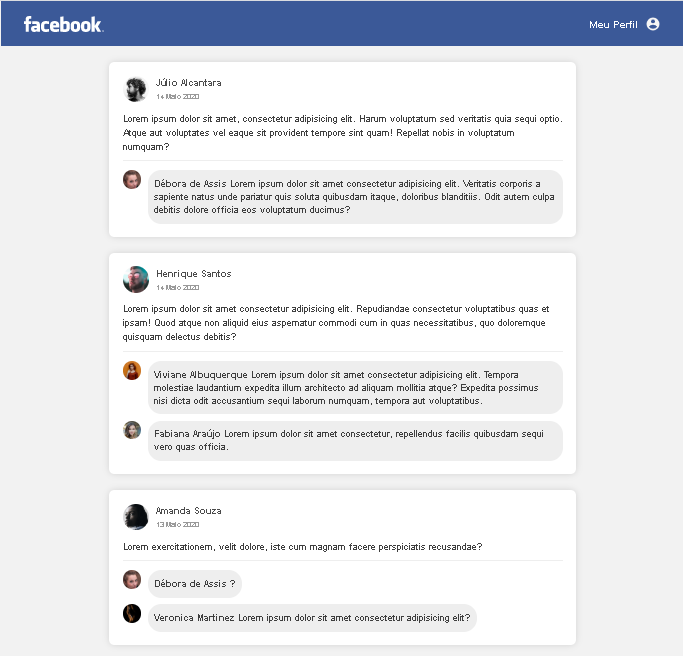 facebook.
Meu Perfil
Júlio Alcantara
14 Maio 2020
Lorem ipsum dolor sit amet, consectetur adipisicing elit. Harum voluptatum sed veritatis quia sequi optio.
Atque aut voluptates vel eaque sit provident tempore sint quam! Repellat nobis in voluptatum
numquam?
Débora de Assis Lorem ipsum dolor sit amet consectetur adipisicing elit. Veritatis corporis a
sapiente natus unde pariatur quis soluta quibusdam itaque, doloribus blanditiis. Odit autem culpa
debitis dolore officia eos voluptatum ducimus?
Henrique Santos
14 Maio 2020
Lorem ipsum dolor sit amet consectetur adipisicing elit. Repudiandae consectetur voluptatibus quas et
ipsam! Quod atque non aliquid eius aspernatur commodi cum in quas necessitatibus, quo doloremque
quisquam delectus debitis?
Viviane Albuquerque Lorem ipsum dolor sit amet consectetur adipisicing elit. Tempora
molestiae laudantium expedita illum architecto ad aliquam mollitia atque? Expedita possimus
nisi dicta odit accusantium sequi laborum numquam, tempora aut voluptatibus.
Fabiana Araújo Lorem ipsum dolor sit amet consectetur, repellendus facilis quibusdam sequi
vero quas officia.
Amanda Souza
13 Maio 2020
Lorem exercitationem, velit dolore, iste cum magnam facere perspiciatis recusandae?
Débora de Assis ?
Veronica Martinez Lorem ipsum dolor sit amet consectetur adipisicing elit?